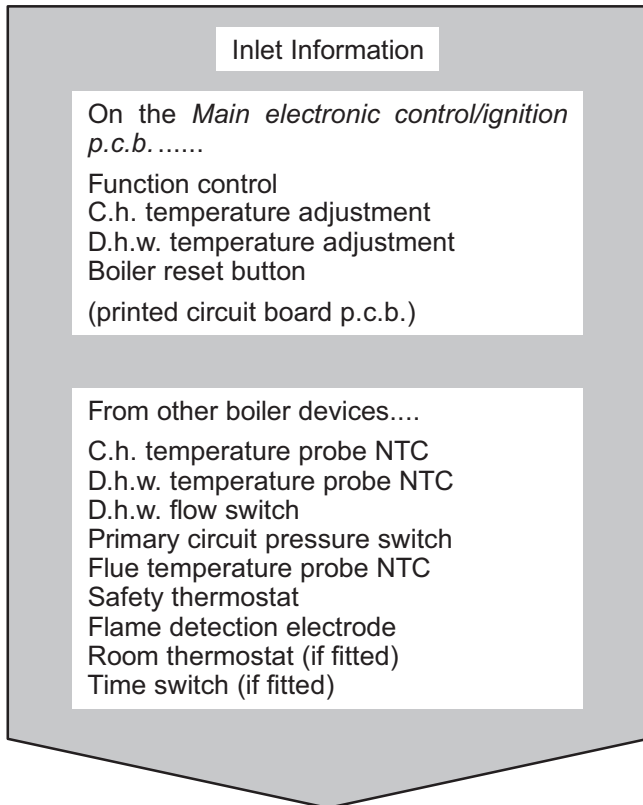 Inlet Information
On the Main electronic control/ignition
p.c.b. ......
Function control
C.h. temperature adjustment
D.h.w. temperature adjustment
Boiler reset button
(printed circuit board p.c.b.)
From other boiler devices....
C.h. temperature probe NTC
D.h.w. temperature probe NTC
D.h.w. flow switch
Primary circuit pressure switch
Flue temperature probe NTC
Safety thermostat
Flame detection electrode
Room thermostat (if fitted)
Time switch (if fitted)